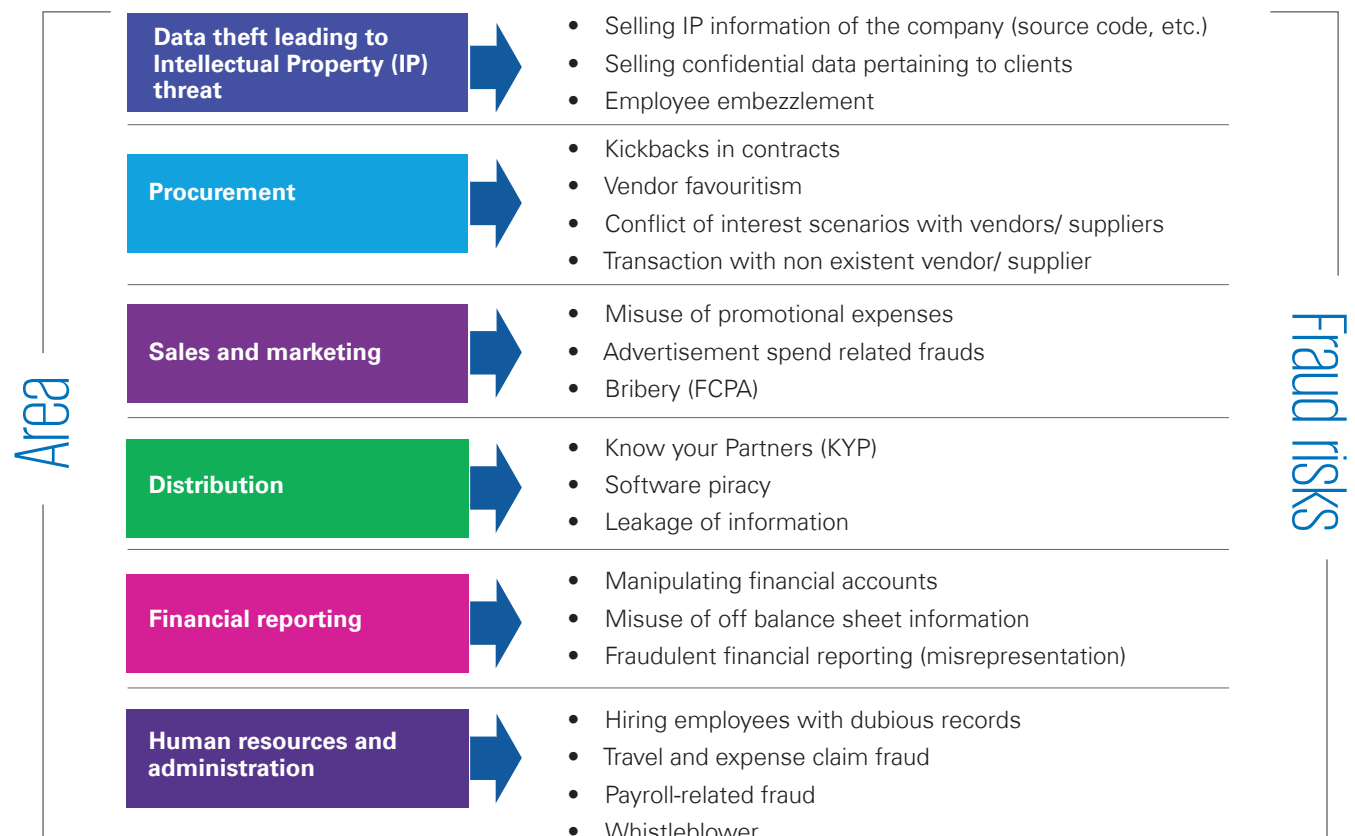 Area
Fraud risks
Data theft leading to
Intellectual Property (IP)
threat
• Selling IP information of the company (source code, etc.)
• Selling confidential data pertaining to clients
• Employee embezzlement
Procurement
• Kickbacks in contracts
• Vendor favouritism
• Conflict of interest scenarios with vendors/ suppliers
• Transaction with non existent vendor/ supplier
Sales and marketing
• Misuse of promotional expenses
• Advertisement spend related frauds
• Bribery (FCPA)
Distribution
• Know your Partners (KYP)
• Software piracy
• Leakage of information
Financial reporting
• Manipulating financial accounts
• Misuse of off balance sheet information
• Fraudulent financial reporting (misrepresentation)
Human resources and
administration
• Hiring employees with dubious records
• Travel and expense claim fraud
• Payroll-related fraud
• Whistleblower